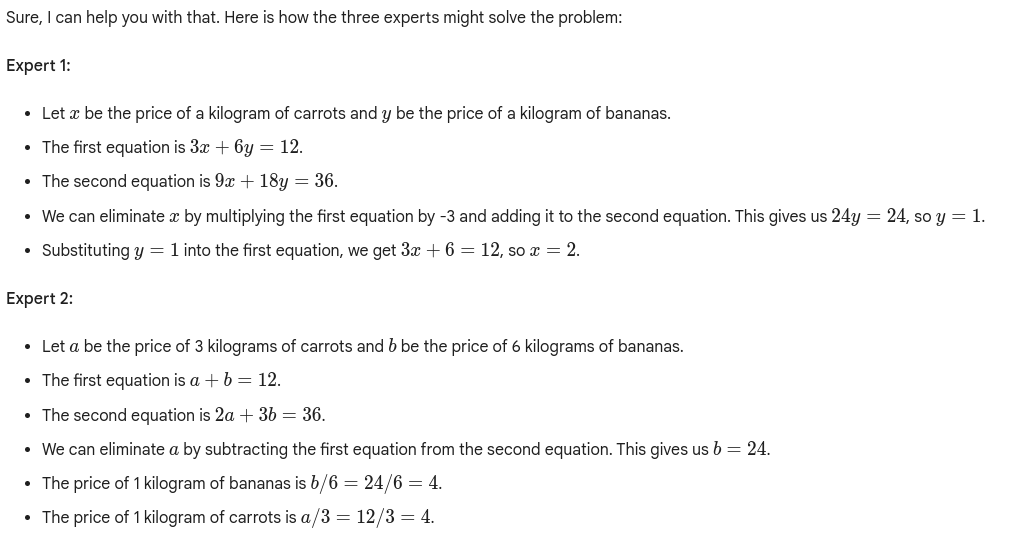 Sure, I can help you with that. Here is how the three experts might solve the problem:
Expert 1:
• Let x be the price of a kilogram of carrots and y be the price of a kilogram of bananas.
• The first equation is 3x + 6y = 12.
• The second equation is 9x + 18y = 36.
• We can eliminate x by multiplying the first equation by -3 and adding it to the second equation. This gives us 24y = 24, so y = 1.
• Substituting y = 1 into the first equation, we get 3x + 6 = 12, so x = 2.
Expert 2:
• Let a be the price of 3 kilograms of carrots and b be the price of 6 kilograms of bananas.
• The first equation is a + b = 12.
• The second equation is 2a + 3b = 36.
• We can eliminate a by subtracting the first equation from the second equation. This gives us b = 24.
• The price of 1 kilogram of bananas is b/6 = 24/6 = 4.
• The price of 1 kilogram of carrots is a/3 = 12/3 = 4.